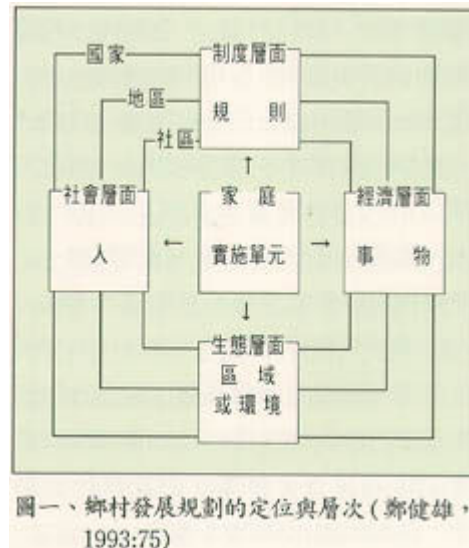 國家
制度層面
地區
規 則
社區
社會層面
家 庭
經濟層面
人
←
↑
實施單元
→
事 物
↓
生態層面
區 域
或環境
圖一、鄉村發展規劃的定位與層次(鄭健雄，
1993:75)